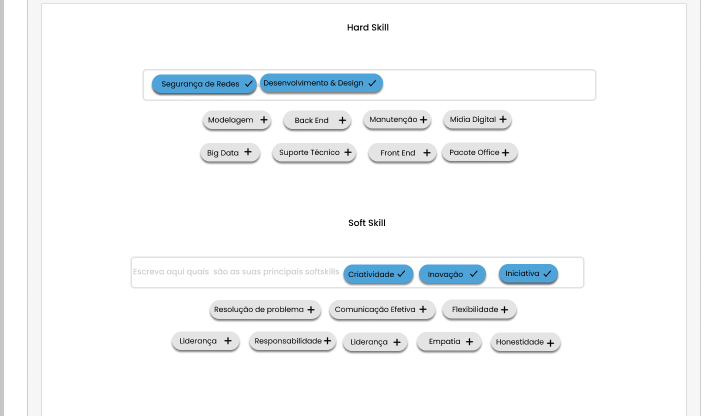 Hard Skill
Segurança de Redes Desenvolvimento & Design
Modelagem Back End Manutenção Midia Digital
Big Data Suporte Técnico Front End Pacote Office
Soft Skill
Escreva aqui quais são as suas principais softskills Criatividade Inovação Iniciativa
Resolução de problema Comunicação Efetiva Flexibilidade
Liderança Responsabilidade Liderança Empatia Honestidade